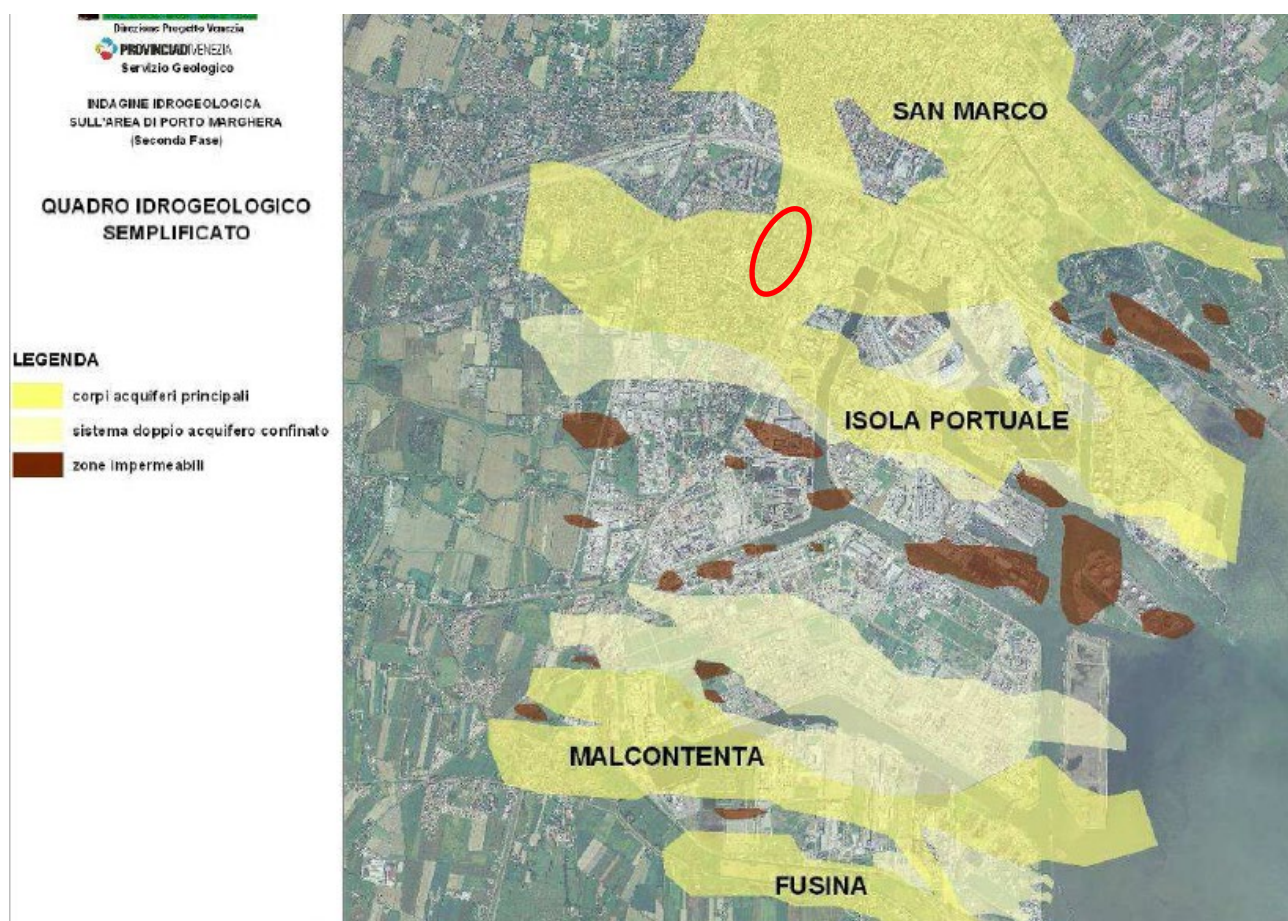 Direzione Progetto Venezia
PROVINCIADIVENEZIA
Servizio Geologico
INDAGINE IDROGEOLOGICA
SULL'AREA DI PORTO MARGHERA
(Seconda Fase)
QUADRO IDROGEOLOGICO
SEMPLIFICATO
LEGENDA
corpi acquiferi principali
sistema doppio acquifero confinato
zone impermeabili
SAN MARCO
ISOLA PORTUALE
MALCONTENTA
FUSINA